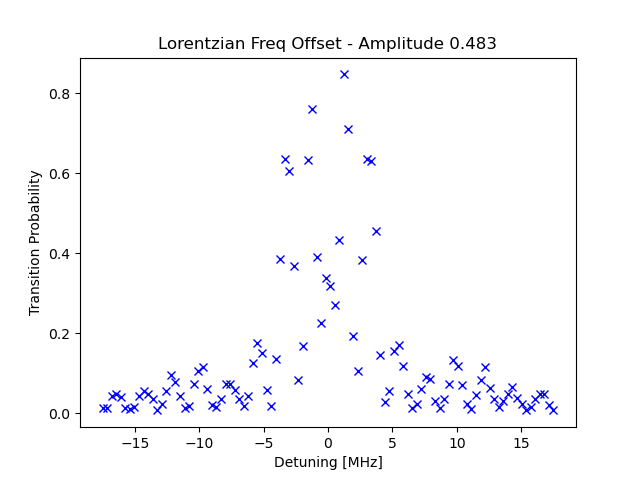 Lorentzian Freq Offset - Amplitude 0.483
Transition Probability
0.8
0.6
0.4
0.2
0.0
−15 −10 −5 0 5 10 15
Detuning [MHz]